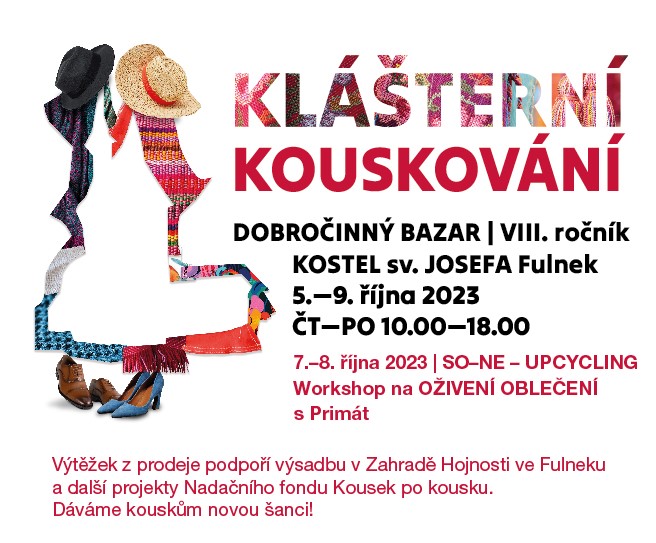 KLÁŠTERNÍ
KOUSKOVÁNÍ
DOBROČINNÝ BAZAR | VIII. ročník
KOSTEL sv. JOSEFA Fulnek
5.—9. října 2023
ČT—PO 10.00—18.00
7.–8. října 2023 | SO–NE – UPCYCLING
Workshop na OŽIVENÍ OBLEČENÍ
s Primát
Výtěžek z prodeje podpoří výsadbu v Zahradě Hojnosti ve Fulneku
a další projekty Nadačního fondu Kousek po kousku.
Dáváme kouskům novou šanci!